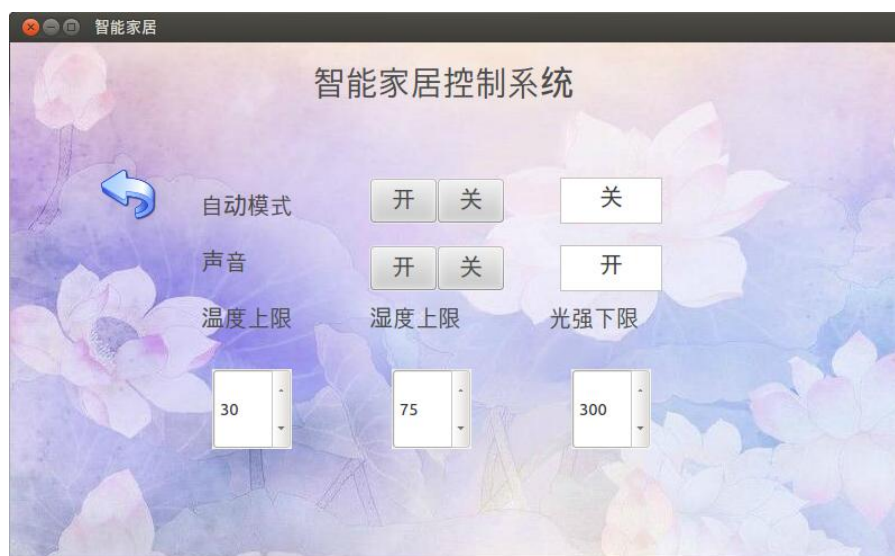 智能家居
智能家居控制系统
自动模式 开 关 关
声音 开 关 开
温度上限 湿度上限 光强下限
30 75 300